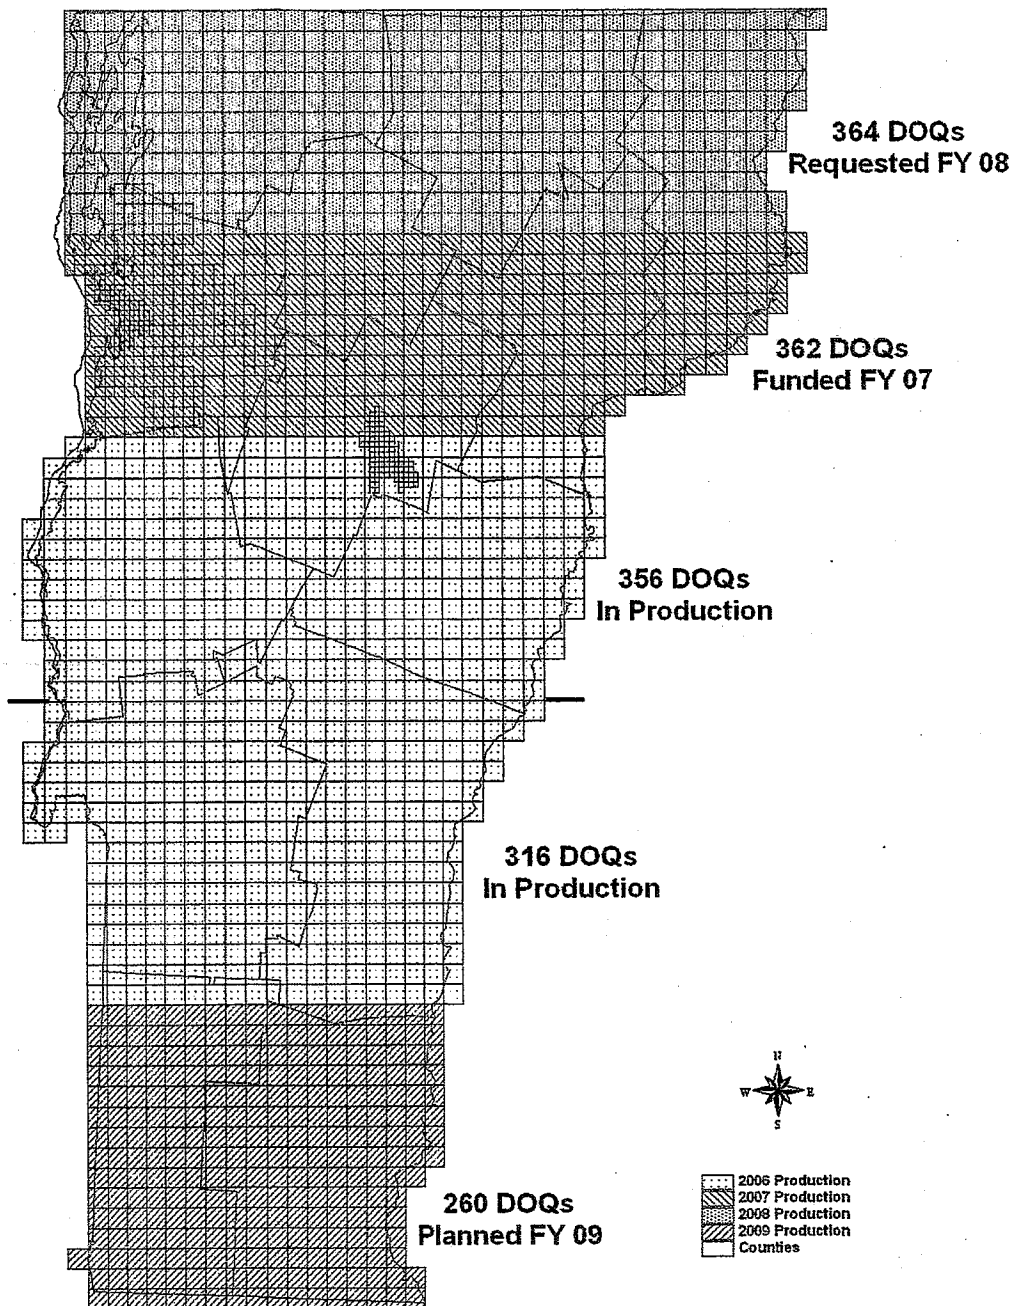 364 DOQs
Requested FY 08
362 DOQs
Funded FY 07
356 DOQs
In Production
316 DOQs
In Production
N
W E
S
2006 Production
2007 Production
2008 Production
2009 Production
Counties
260 DOQs
Planned FY 09